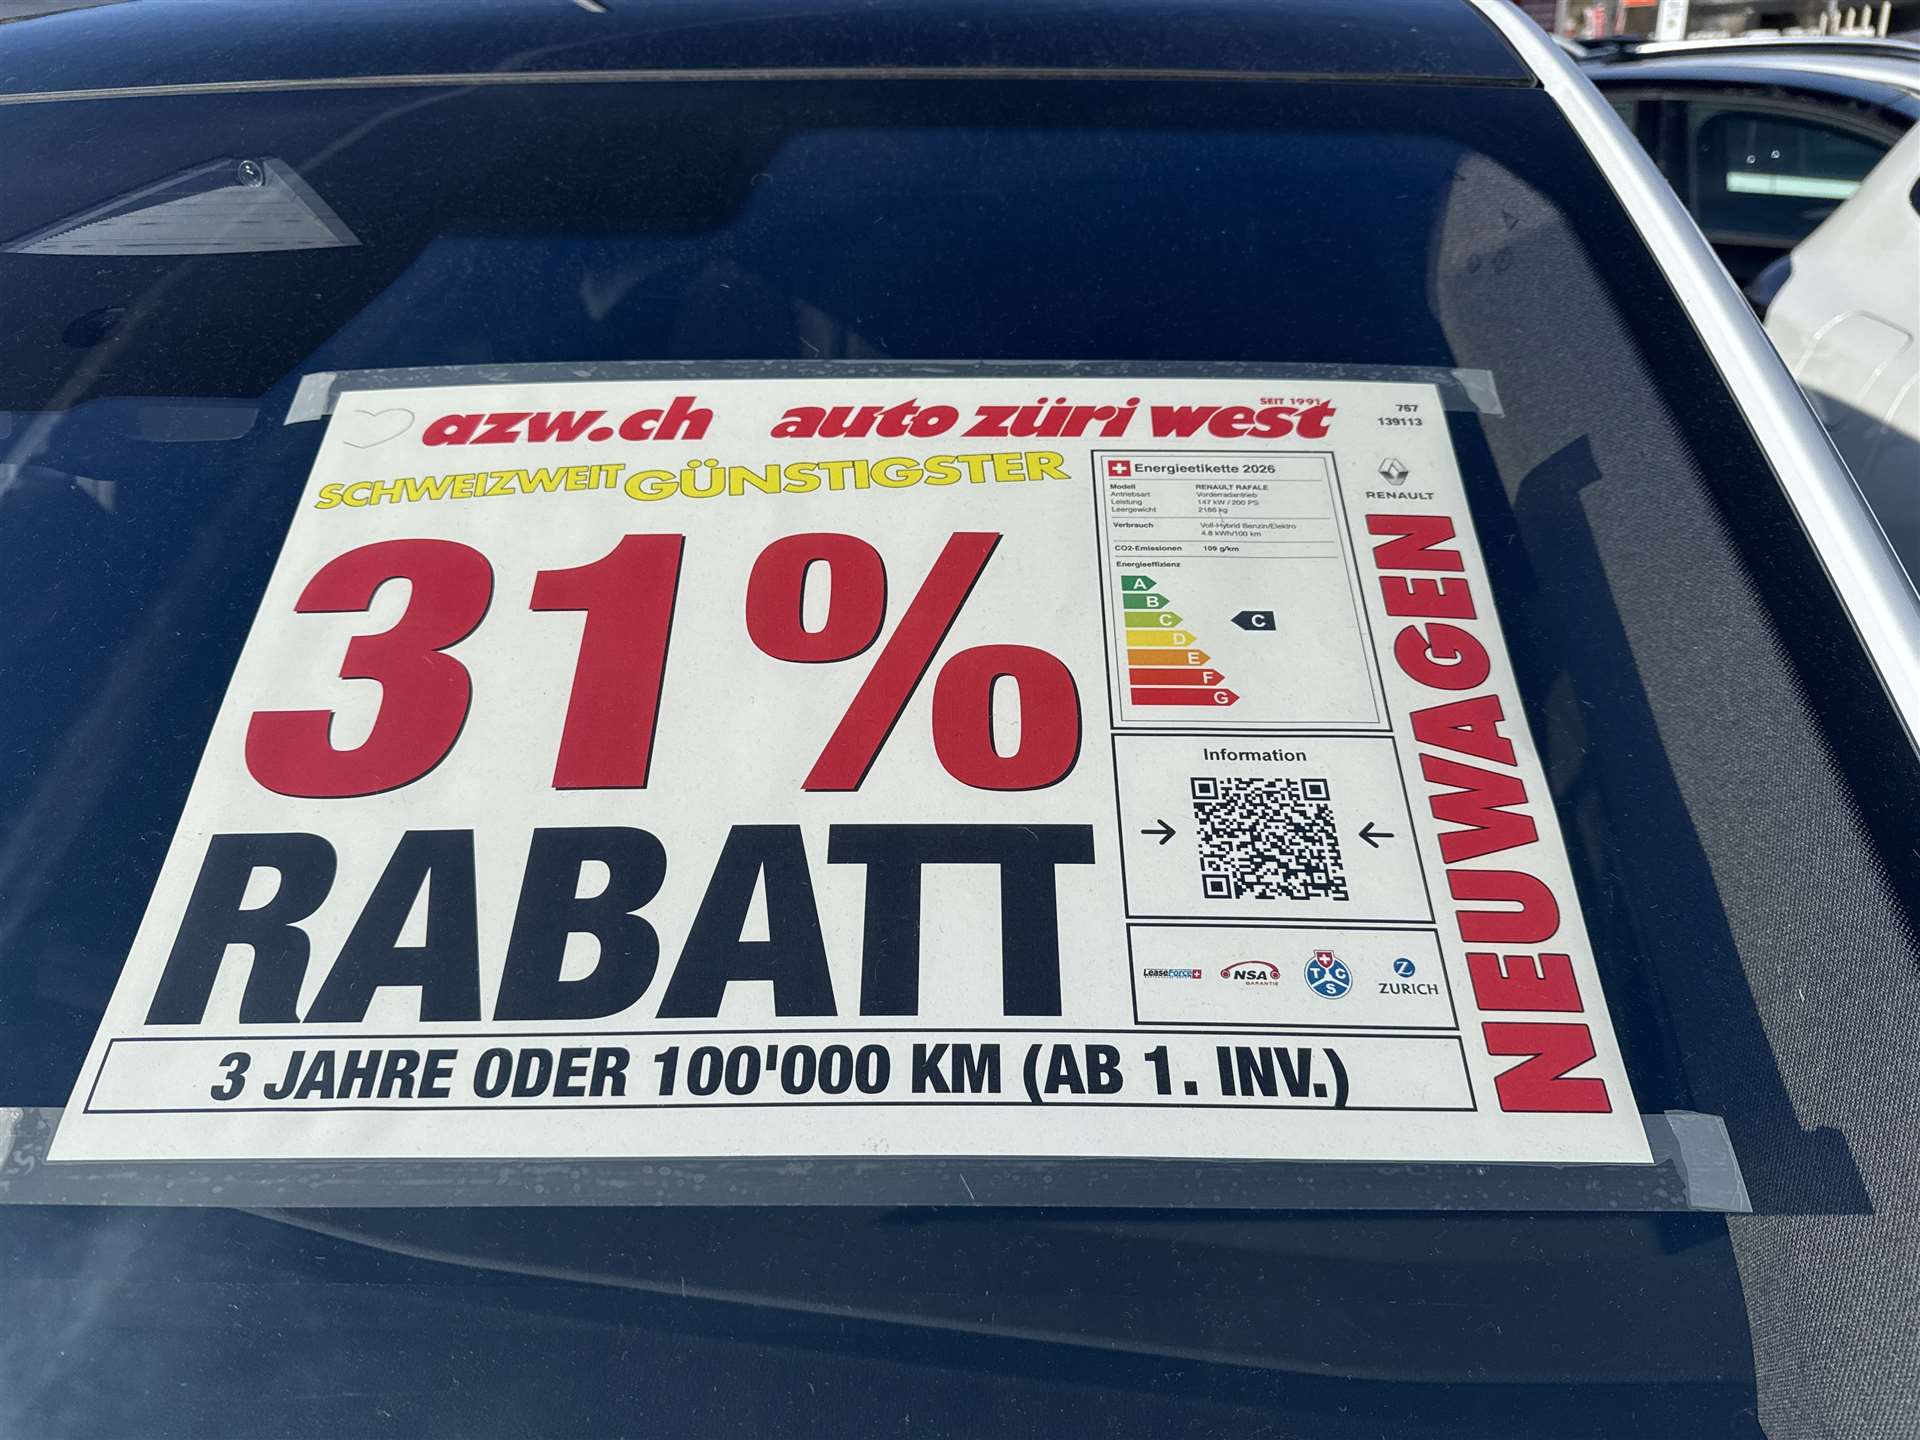 azw.ch auto züri west
SEIT 1991
767
139113
SCHWEIZWEIT GÜNSTIGSTER
31%
RABATT
3 JAHRE ODER 100'000 KM (AB 1. INV.)
Energieetikette 2026
Modell RENAULT RAFALE
Antriebsart Vorderradantrieb
Leistung 147 kW / 200 PS
Leergewicht 2186 kg
Verbrauch Voll-Hybrid Benzin/Elektro
4.8 kWh/100 km
CO2-Emissionen 109 g/km
Energieeffizienz
A
B
C C
D
E
F
G
Information
LeaseForce
NSA
GARANTIE
TCS
Z
ZURICH
RENAULT
NEUWAGEN